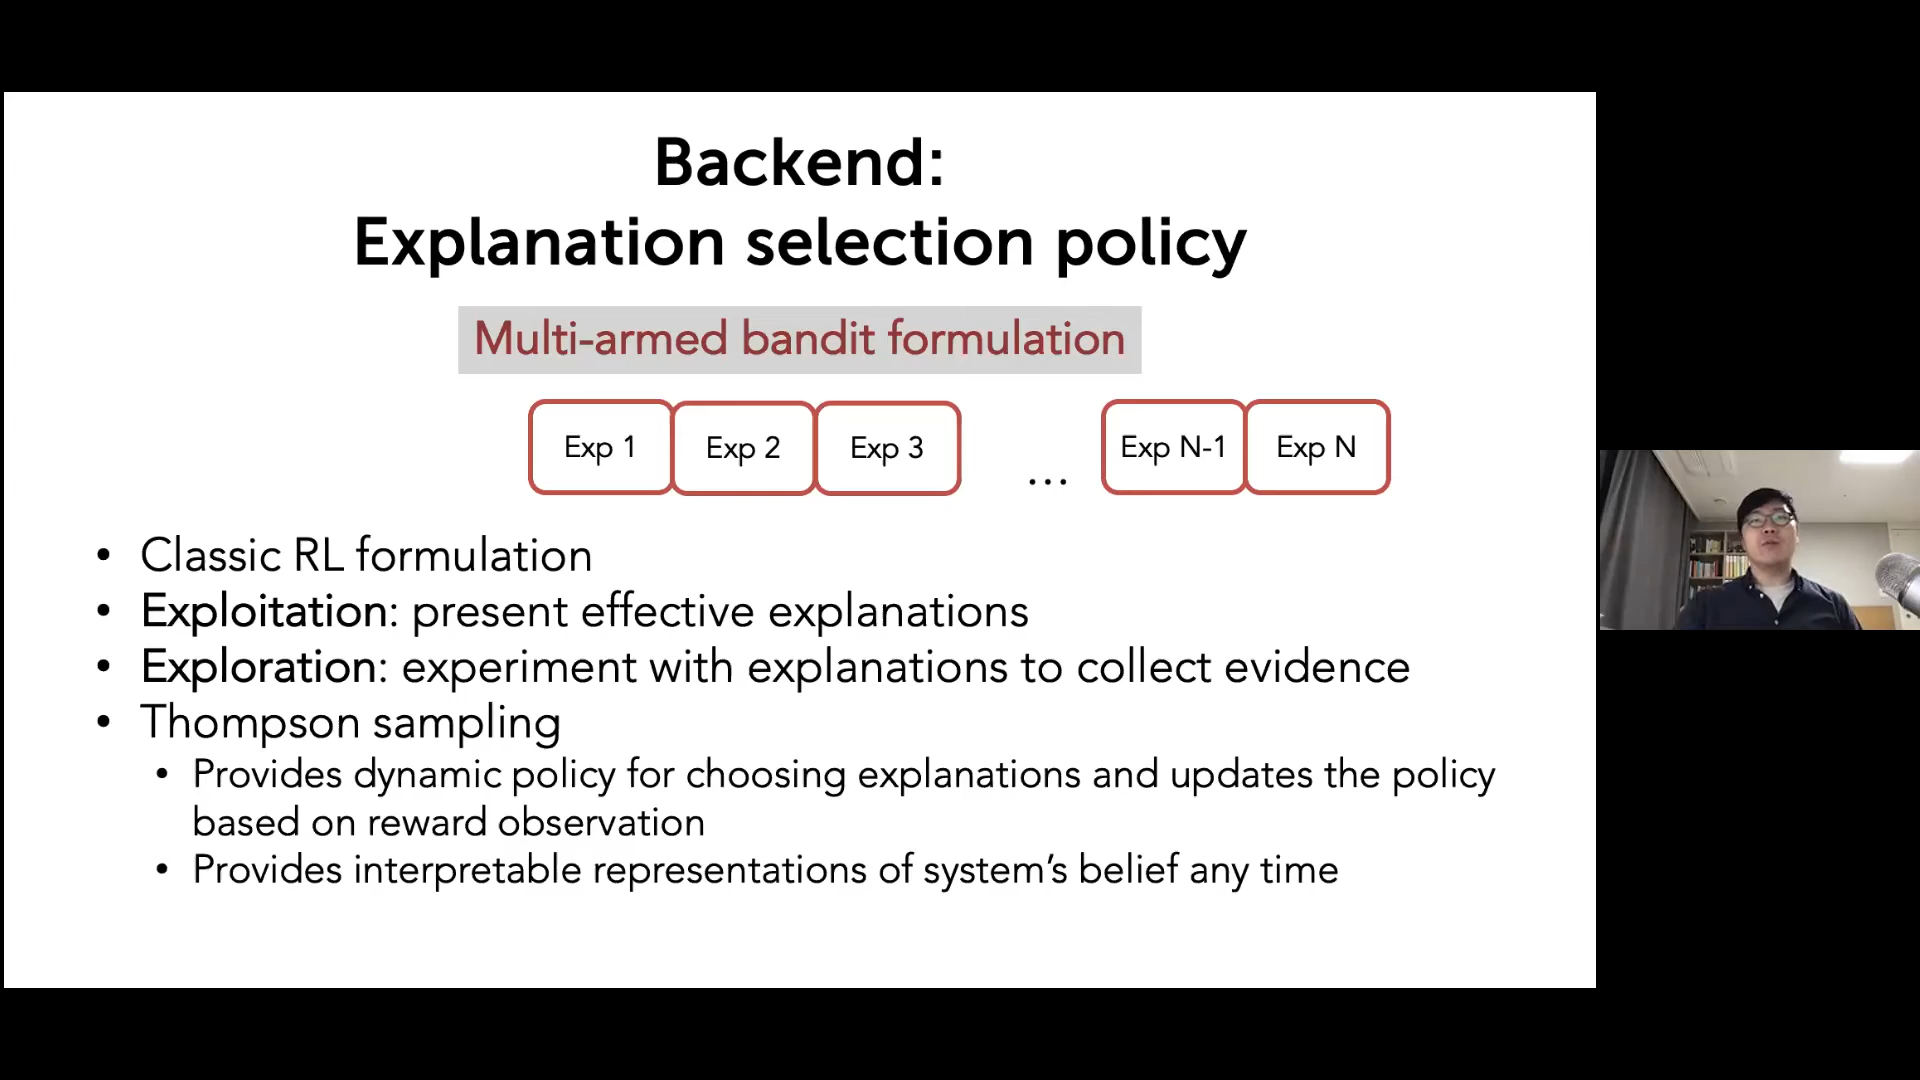 Backend:
Explanation selection policy
Multi-armed bandit formulation
Exp 1 Exp 2 Exp 3 ... Exp N-1 Exp N
• Classic RL formulation
• Exploitation: present effective explanations
• Exploration: experiment with explanations to collect evidence
• Thompson sampling
• Provides dynamic policy for choosing explanations and updates the policy
based on reward observation
• Provides interpretable representations of system’s belief any time